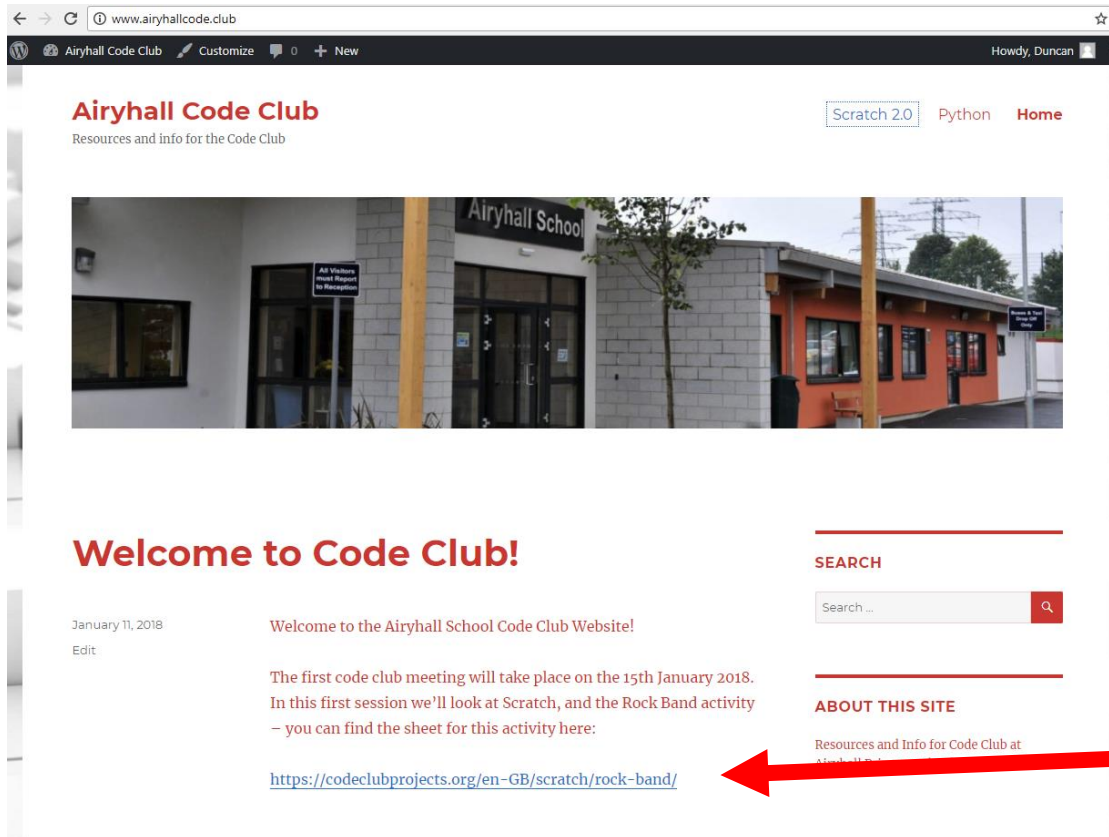 www.airyhallcode.club
Airyhall Code Club Customize 0 + New Howdy, Duncan
Airyhall Code Club
Resources and info for the Code Club
Scratch 2.0 Python Home
Airyhall School
All Visitors
must Report
to Reception
Buses & Taxi
Drop Off
Only
Welcome to Code Club!
January 11, 2018
Edit
Welcome to the Airyhall School Code Club Website!
The first code club meeting will take place on the 15th January 2018.
In this first session we'll look at Scratch, and the Rock Band activity
– you can find the sheet for this activity here:
https://codeclubprojects.org/en-GB/scratch/rock-band/
SEARCH
Search ...
ABOUT THIS SITE
Resources and Info for Code Club at